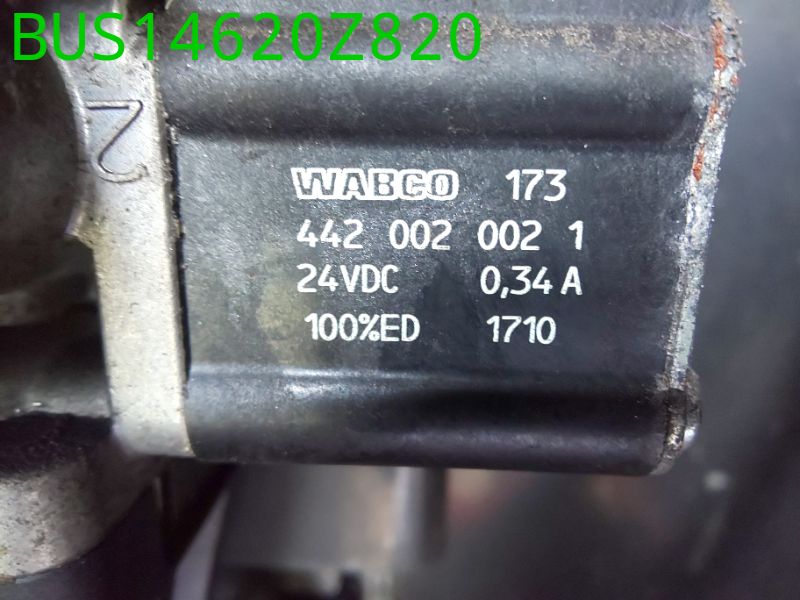 BUS14620Z820
2
WABCO 173
442 002 002 1
24VDC 0,34 A
100%ED 1710